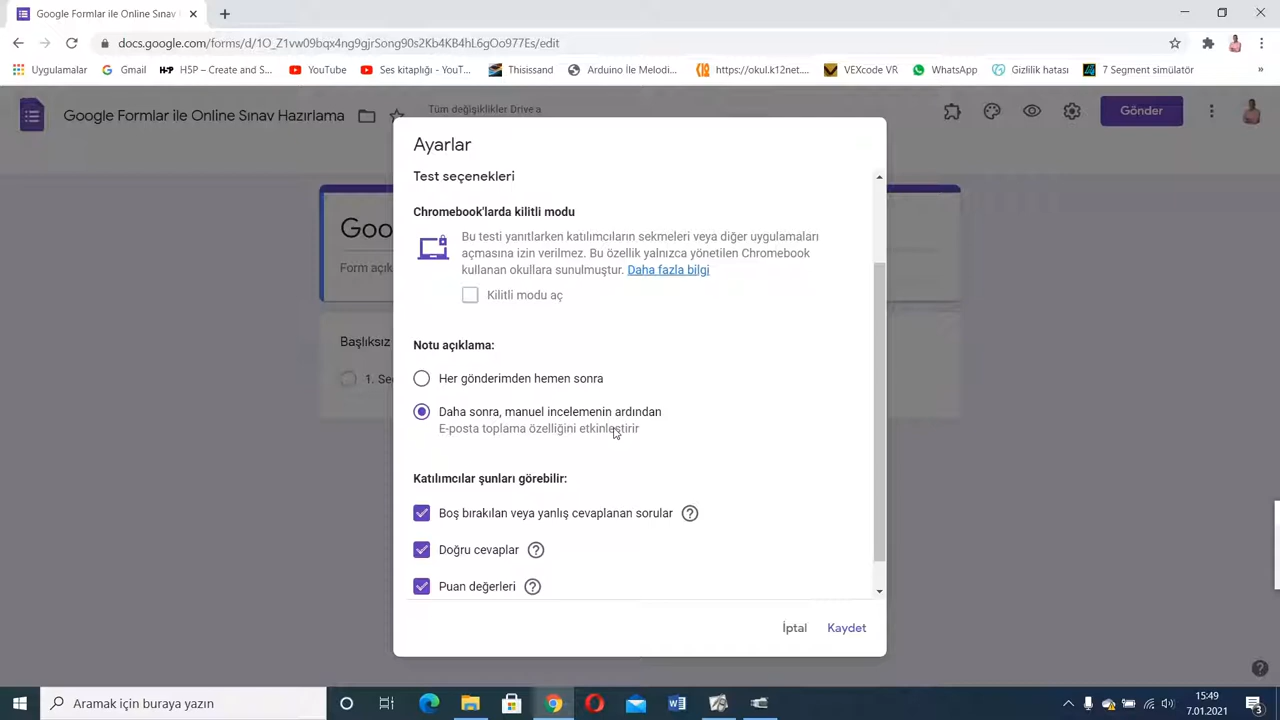 Google Formlar ile Online Sınav
docs.google.com/forms/d/1O_Z1vw09bqx4ng9gjrSong90s2Kb4KB4hL6gOo977Es/edit
Uygulamalar Gmail H5P – Create and S... YouTube Ses kitaplığı - YouT... Thisissand Arduino İle Melodi... https://okul.k12net.... VEXcode VR WhatsApp Gizlilik hatası 7 Segment simülatör »
Google Formlar ile Online Sınav Hazırlama Tüm değişiklikler Drive a Gönder
Ayarlar
Test seçenekleri
Chromebook'larda kilitli modu
Bu testi yanıtlarken katılımcıların sekmeleri veya diğer uygulamaları
açmasına izin verilmez. Bu özellik yalnızca yönetilen Chromebook
kullanan okullara sunulmuştur. Daha fazla bilgi
Kilitli modu aç
Goo
Form açıkl
Başlıksız
1. Seç
Notu açıklama:
Her gönderimden hemen sonra
Daha sonra, manuel incelemenin ardından
E-posta toplama özelliğini etkinleştirir
Katılımcılar şunları görebilir:
Boş bırakılan veya yanlış cevaplanan sorular
Doğru cevaplar
Puan değerleri
İptal Kaydet
Aramak için buraya yazın
15:49
7.01.2021
3